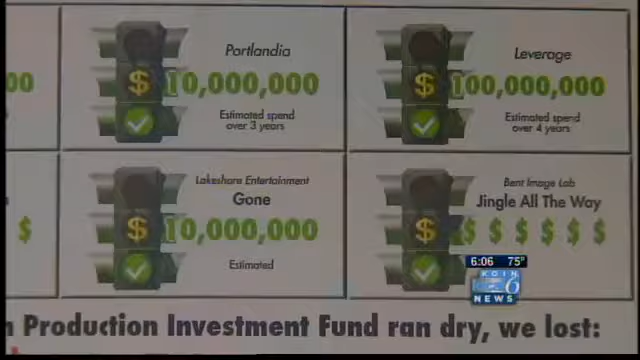 Portlandia
Leverage
00
$ 10,000,000
$ 100,000,000
Estimated spend
over 3 years
Estimated spend
over 4 years
Lakeshore Entertainment
Gone
Bent Image Lab
Jingle All The Way
$
$ 10,000,000
$ $ $ $ $ $ $
Estimated
6:06 75°
KOIN
6
NEWS
Production Investment Fund ran dry, we lost: